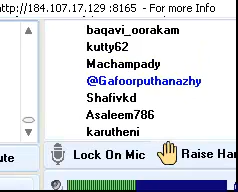 http://184.107.17.129 :8165 - For more Info
baqavi_oorakam
kutty62
Machampady
@Gafoorputhanazhy
Shafivkd
Asaleem786
karutheni
ute Lock On Mic Raise Han